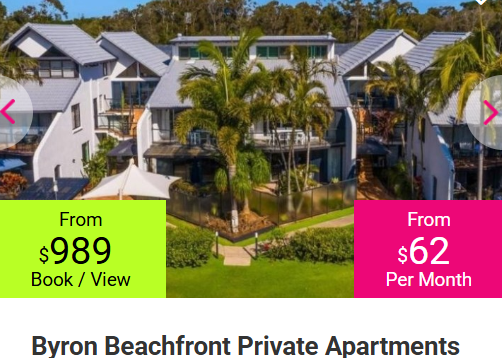 From
$989
Book / View
From
$62
Per Month
Byron Beachfront Private Apartments